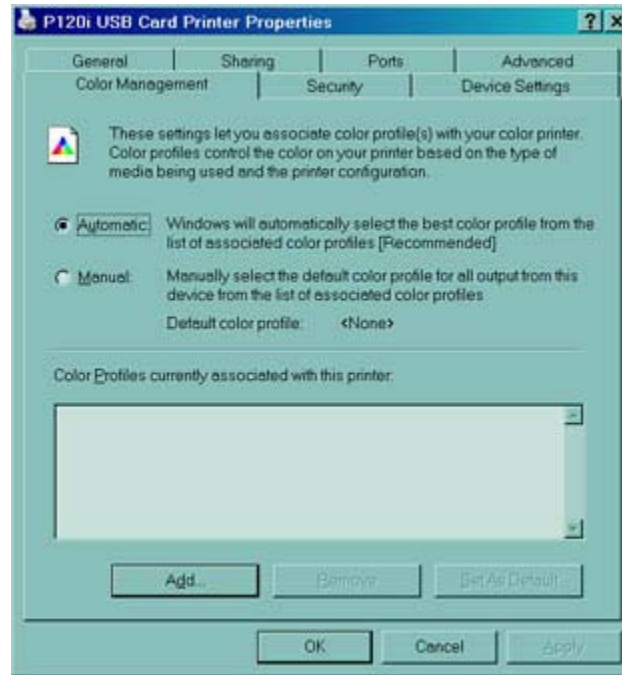 P120i USB Card Printer Properties
General
Sharing
Ports
Advanced
Color Management
Security
Device Settings
These settings let you associate color profile(s) with your color printer.
Color profiles control the color on your printer based on the type of
media being used and the printer configuration.
Automatic:
Windows will automatically select the best color profile from the
list of associated color profiles [Recommended]
Manual:
Manually select the default color profile for all output from this
device from the list of associated color profiles
Default color profile:
<None>
Color Profiles currently associated with this printer:
Add...
Remove
Set As Default...
OK
Cancel
Apply